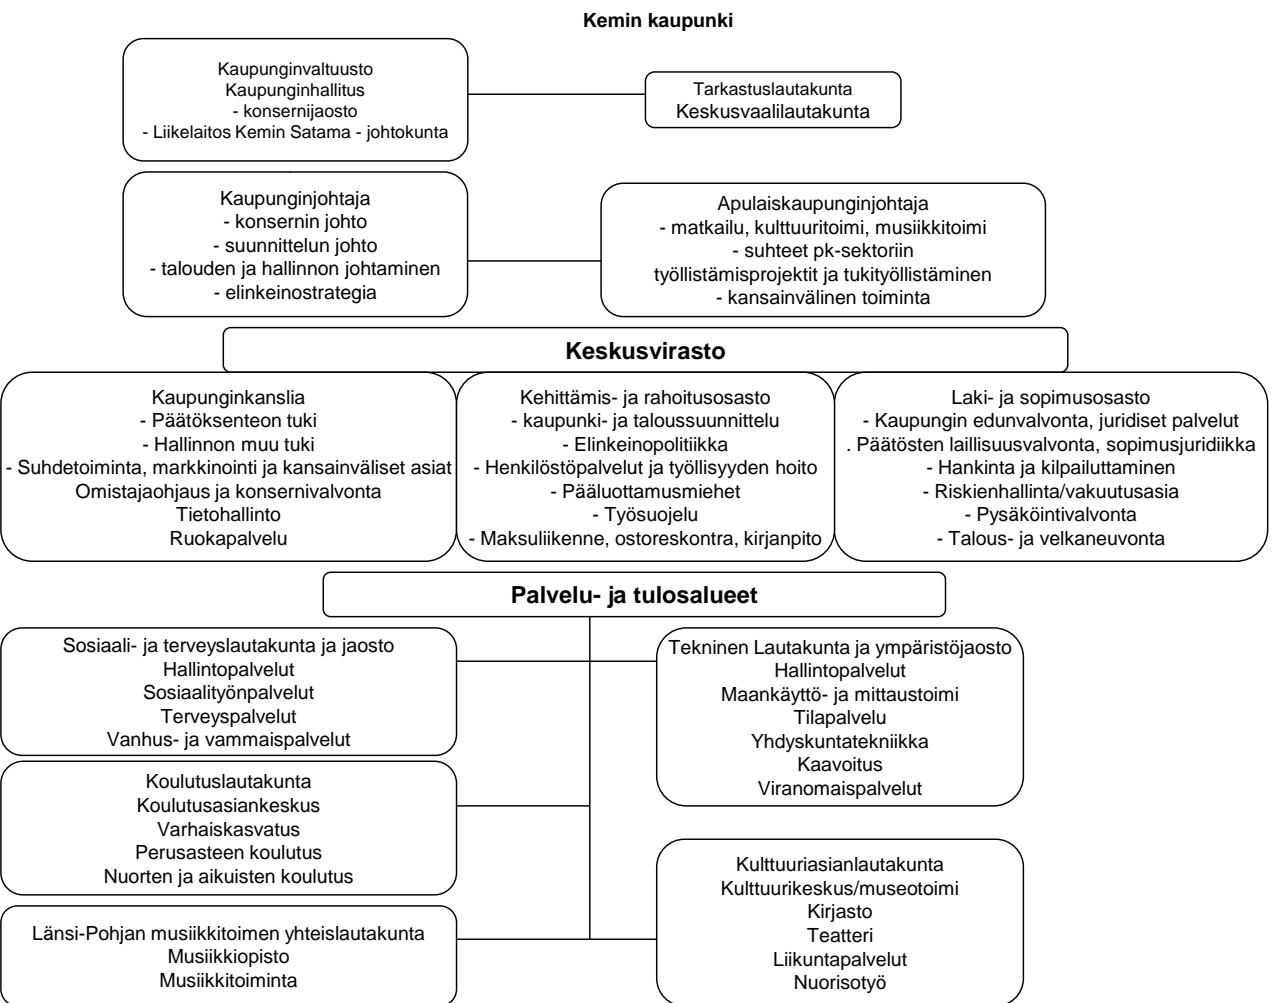 Kemin kaupunki
Kaupunginvaltuusto
Kaupunginhallitus
- konsernijaosto
- Liikelaitos Kemin Satama - johtokunta
Tarkastuslautakunta
Keskusvaalilautakunta
Kaupunginjohtaja
- konsernin johto
- suunnittelun johto
- talouden ja hallinnon johtaminen
- elinkeinostrategia
Apulaiskaupunginjohtaja
- matkailu, kulttuuritoimi, musiikkitoimi
- suhteet pk-sektoriin
työllistämisprojektit ja tukityöllistäminen
- kansainvälinen toiminta
Keskusvirasto
Kaupunginkanslia
- Päätöksenteon tuki
- Hallinnon muu tuki
- Suhdetoiminta, markkinointi ja kansainväliset asiat
Omistajaohjaus ja konsernivalvonta
Tietohallinto
Ruokapalvelu
Kehittämis- ja rahoitusosasto
- kaupunki- ja taloussuunnittelu
- Elinkeinopolitiikka
- Henkilöstöpalvelut ja työllisyyden hoito
- Pääluottamusmiehet
- Työsuojelu
- Maksuliikenne, ostoreskontra, kirjanpito
Laki- ja sopimusosasto
- Kaupungin edunvalvonta, juridiset palvelut
. Päätösten laillisuusvalvonta, sopimusjuridiikka
- Hankinta ja kilpailuttaminen
- Riskienhallinta/vakuutusasia
- Pysäköintivalvonta
- Talous- ja velkaneuvonta
Palvelu- ja tulosalueet
Sosiaali- ja terveyslautakunta ja jaosto
Hallintopalvelut
Sosiaalityönpalvelut
Terveyspalvelut
Vanhus- ja vammaispalvelut
Tekninen Lautakunta ja ympäristöjaosto
Hallintopalvelut
Maankäyttö- ja mittaustoimi
Tilapalvelu
Yhdyskuntatekniikka
Kaavoitus
Viranomaispalvelut
Koulutuslautakunta
Koulutusasiankeskus
Varhaiskasvatus
Perusasteen koulutus
Nuorten ja aikuisten koulutus
Kulttuuriasianlautakunta
Kulttuurikeskus/museotoimi
Kirjasto
Teatteri
Liikuntapalvelut
Nuorisotyö
Länsi-Pohjan musiikkitoimen yhteislautakunta
Musiikkiopisto
Musiikkitoiminta